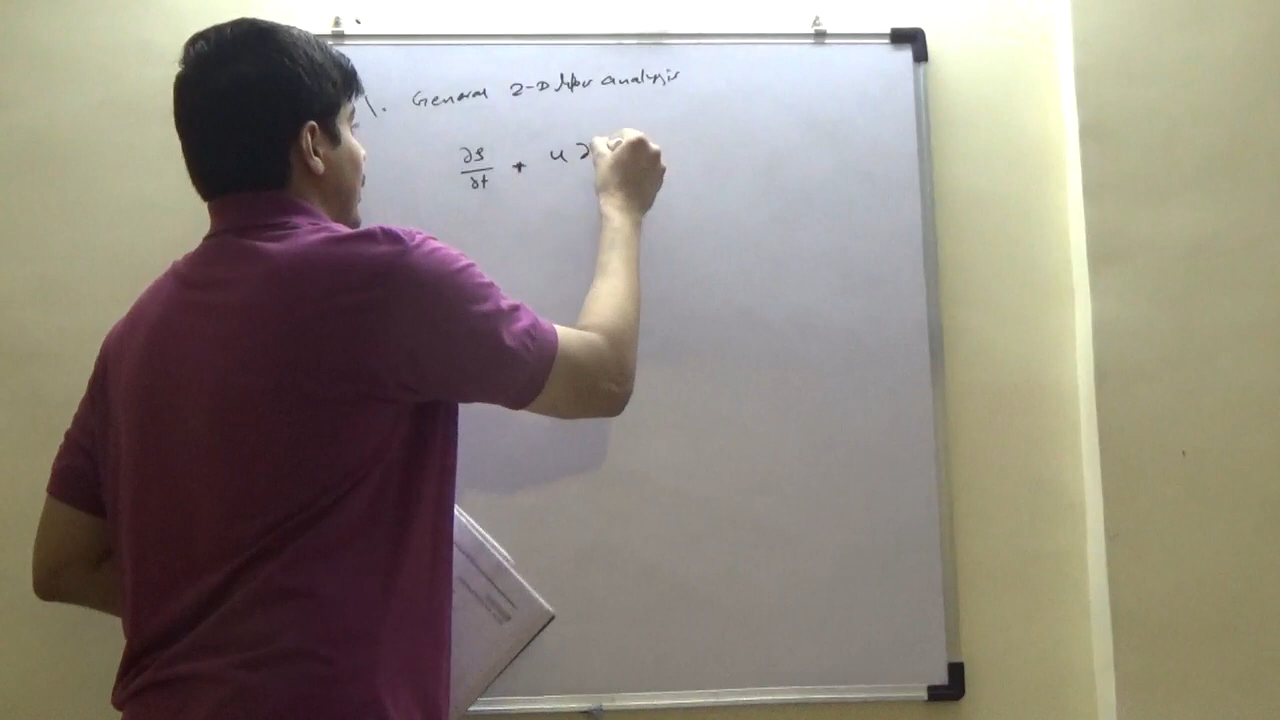 1. General 2-D flow analysis
∂ρ/∂t + u ∂